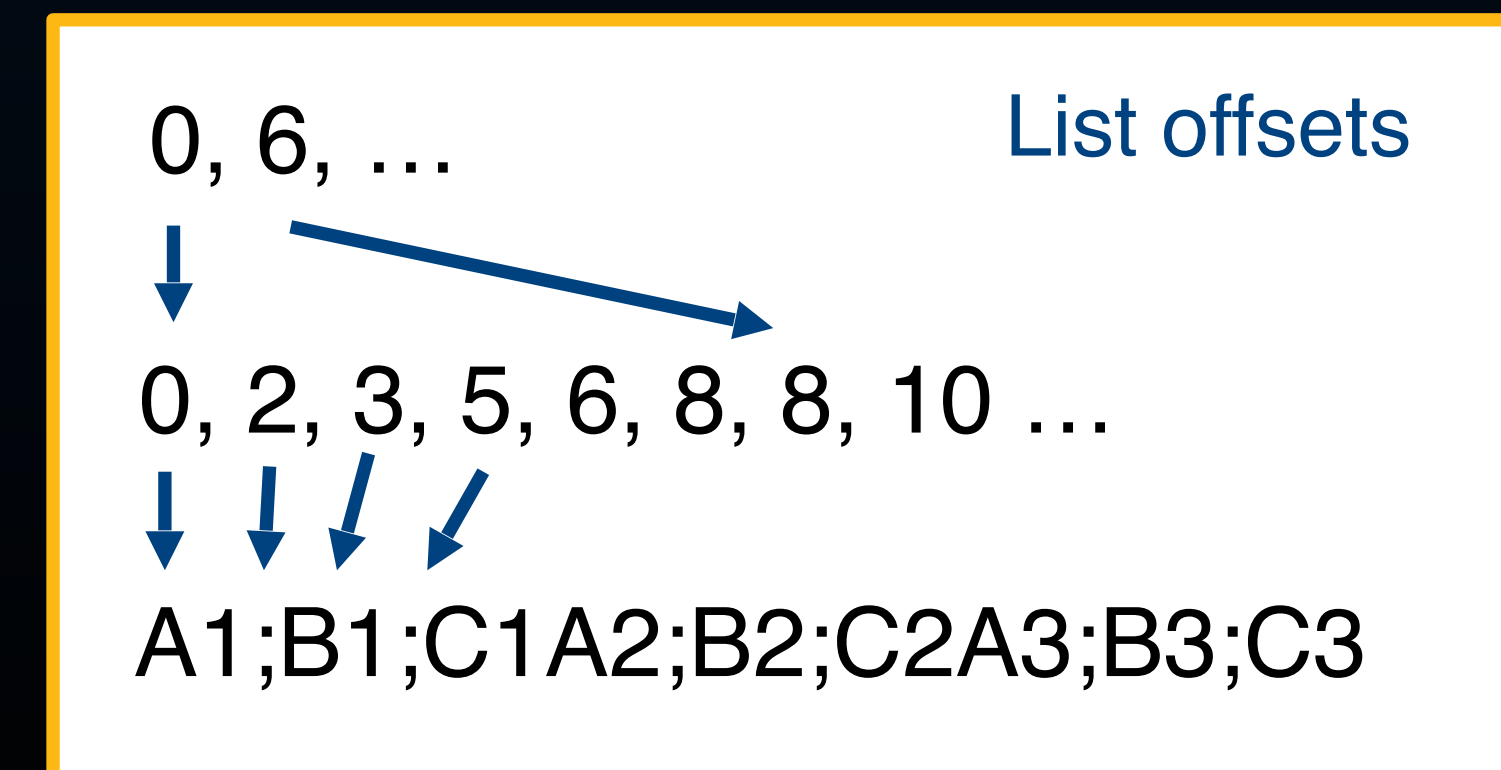 List offsets
0, 6, …
0, 2, 3, 5, 6, 8, 8, 10 …
A1;B1;C1A2;B2;C2A3;B3;C3